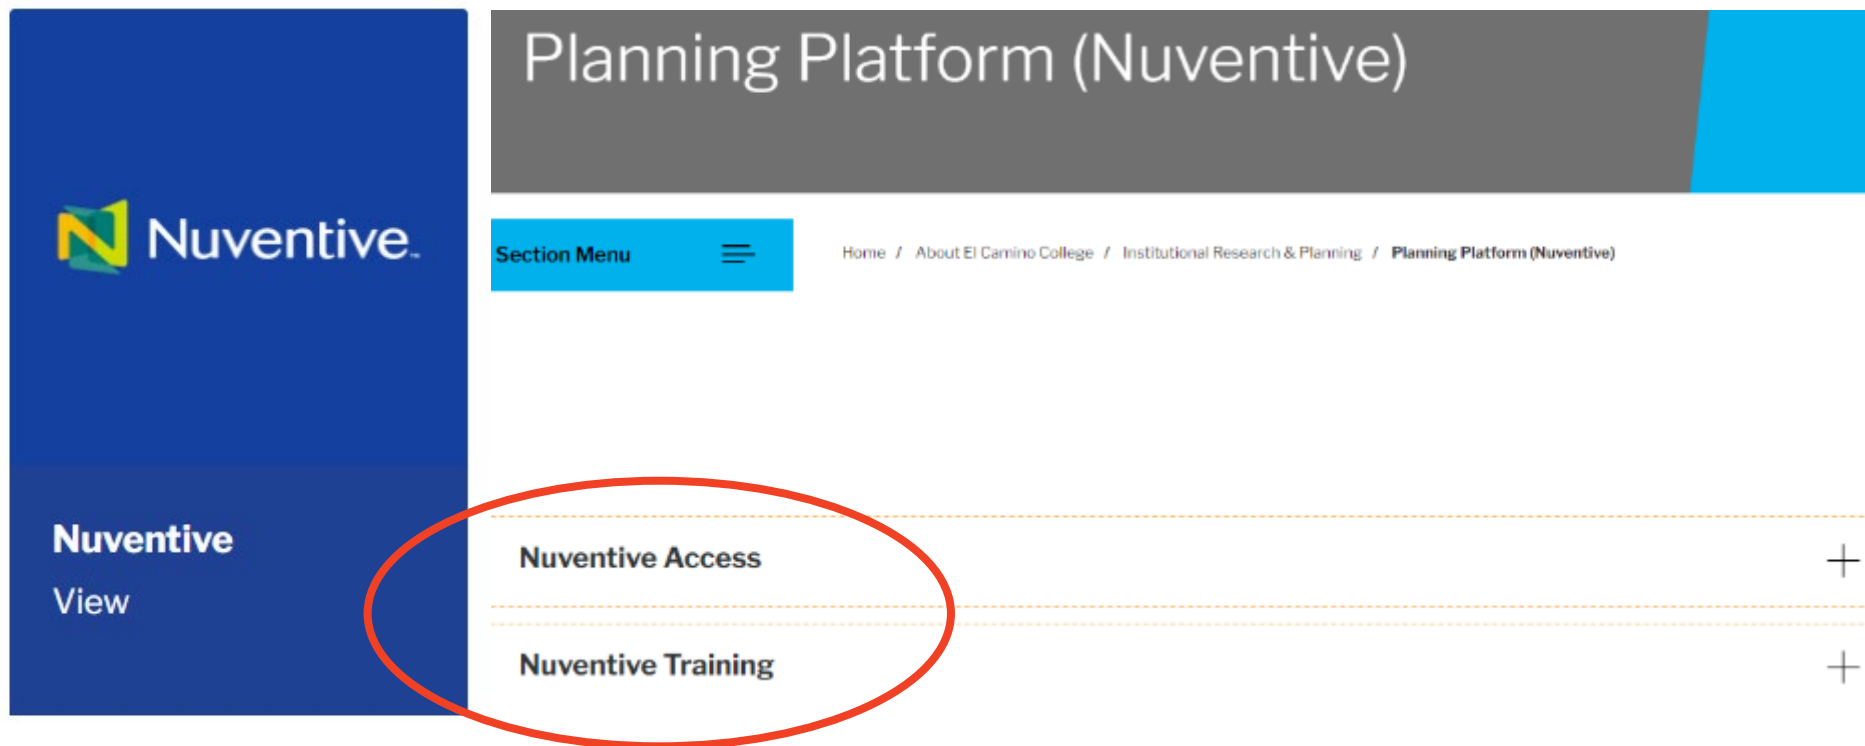 Nuventive™
Nuventive
View
Planning Platform (Nuventive)
Section Menu
Home / About El Camino College / Institutional Research & Planning / Planning Platform (Nuventive)
Nuventive Access
Nuventive Training